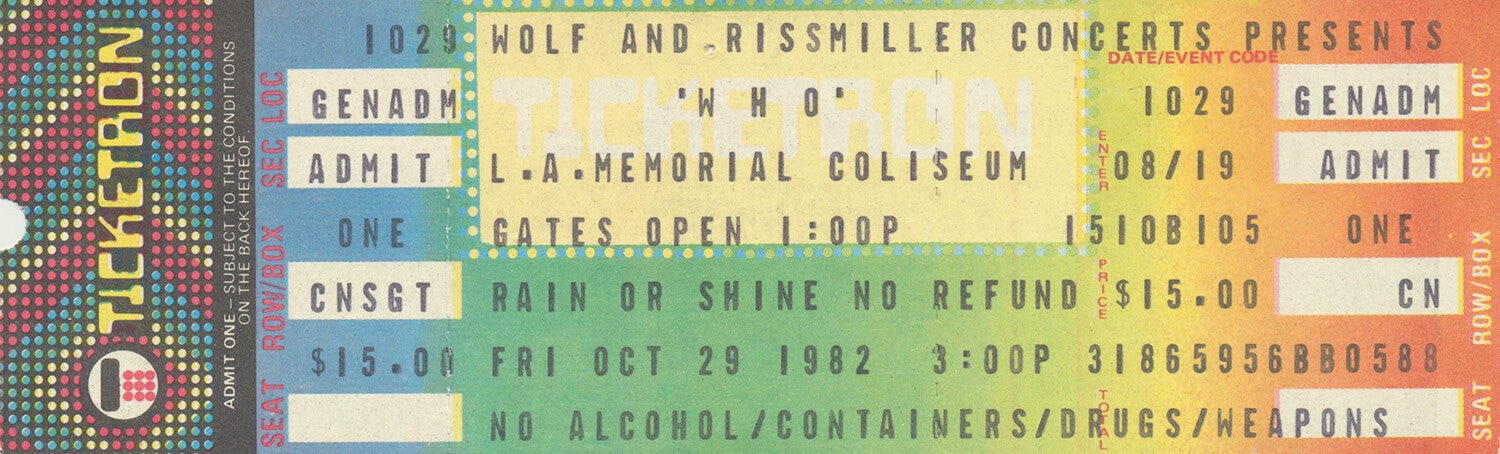 TICKETRON
ADMIT ONE – SUBJECT TO THE CONDITIONS
ON THE BACK HEREOF.
SEAT ROW/BOX SEC LOC
1029
GENADM
ADMIT
ONE
CNSGT
$15.00
WOLF AND RISSMILLER CONCERTS PRESENTS
TICKETRON
'W H O'
L.A.MEMORIAL COLISEUM
GATES OPEN 1:00P
RAIN OR SHINE NO REFUND
FRI OCT 29 1982 3:00P 31865956BB0588
NO ALCOHOL/CONTAINERS/DRUGS/WEAPONS
DATE/EVENT CODE
1029
ENTER
08/19
1510B105
PRICE
$15.00
TOTAL
GENADM
ADMIT
ONE
CN
SEAT ROW/BOX SEC LOC